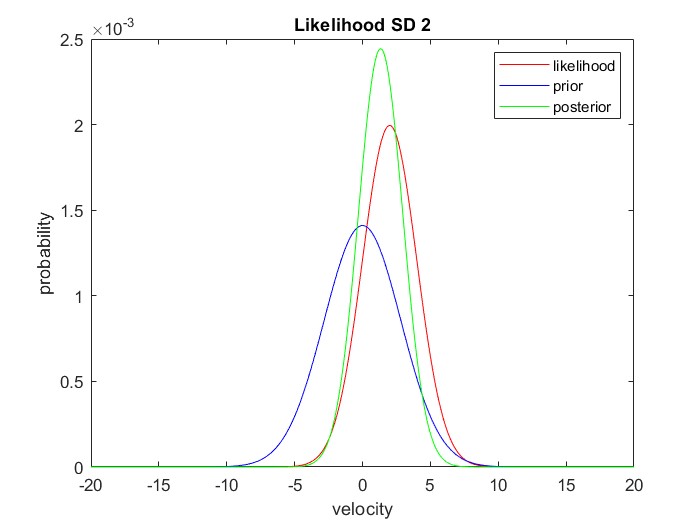 Likelihood SD 2
×10-3
2.5
2
1.5
1
0.5
0
probability
likelihood
prior
posterior
-20 -15 -10 -5 0 5 10 15 20
velocity